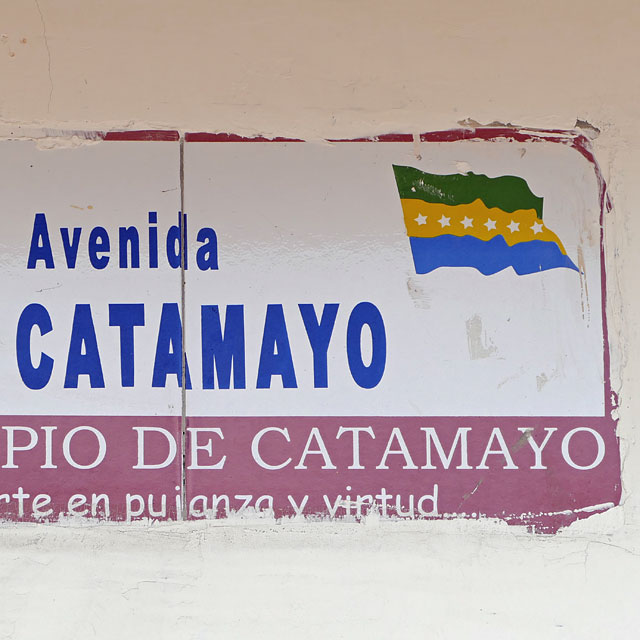 Avenida
CATAMAYO
PIO DE CATAMAYO
rte en pujanza y virtud...